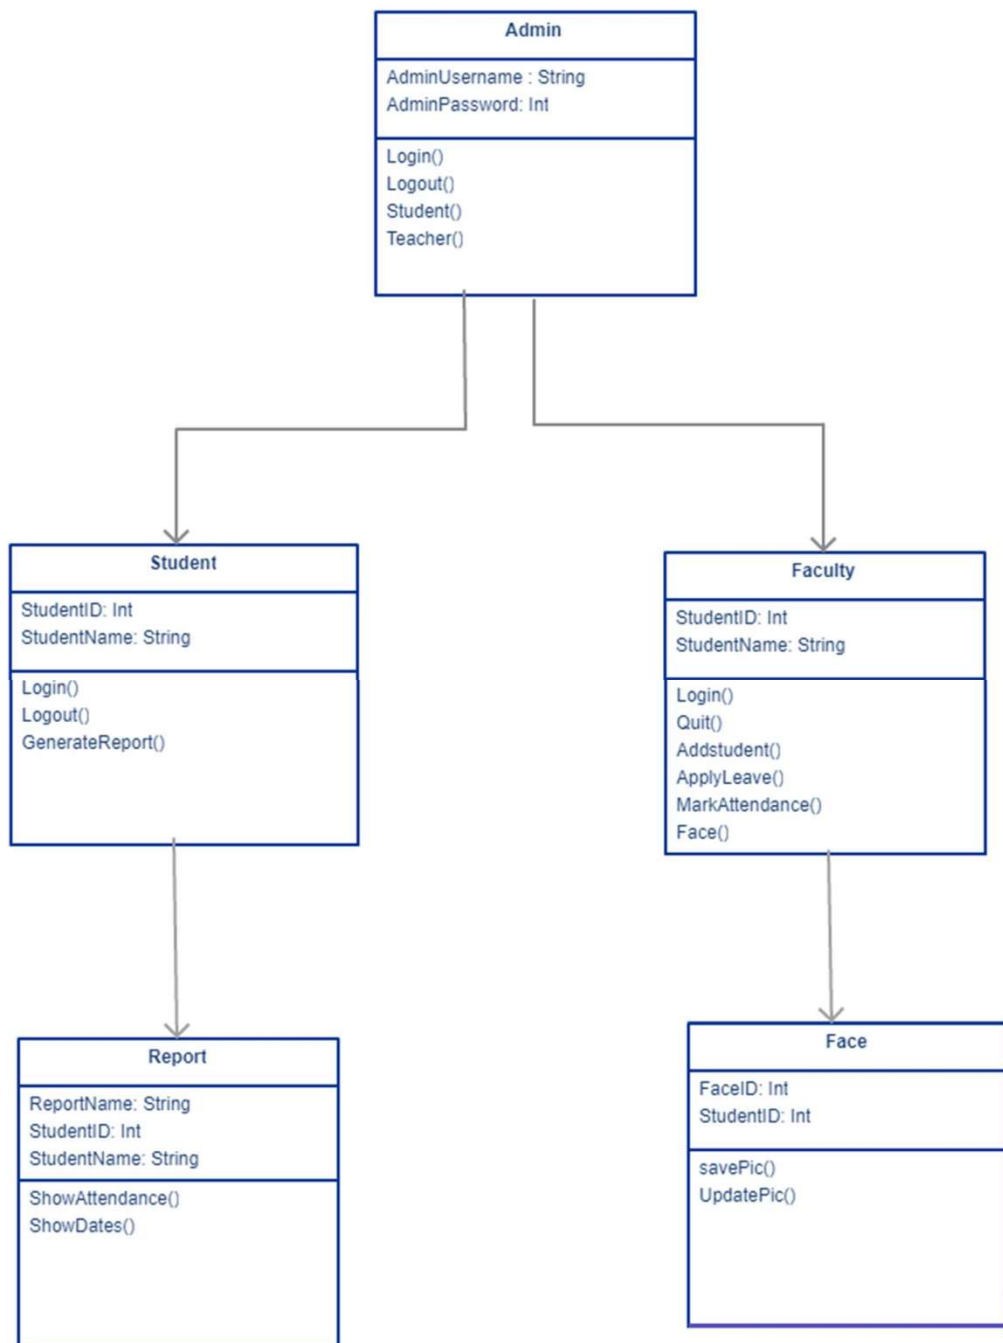 Admin
AdminUsername : String
AdminPassword: Int
Login()
Logout()
Student()
Teacher()
Student
StudentID: Int
StudentName: String
Login()
Logout()
GenerateReport()
Faculty
StudentID: Int
StudentName: String
Login()
Quit()
Addstudent()
ApplyLeave()
MarkAttendance()
Face()
Report
ReportName: String
StudentID: Int
StudentName: String
ShowAttendance()
ShowDates()
Face
FaceID: Int
StudentID: Int
savePic()
UpdatePic()